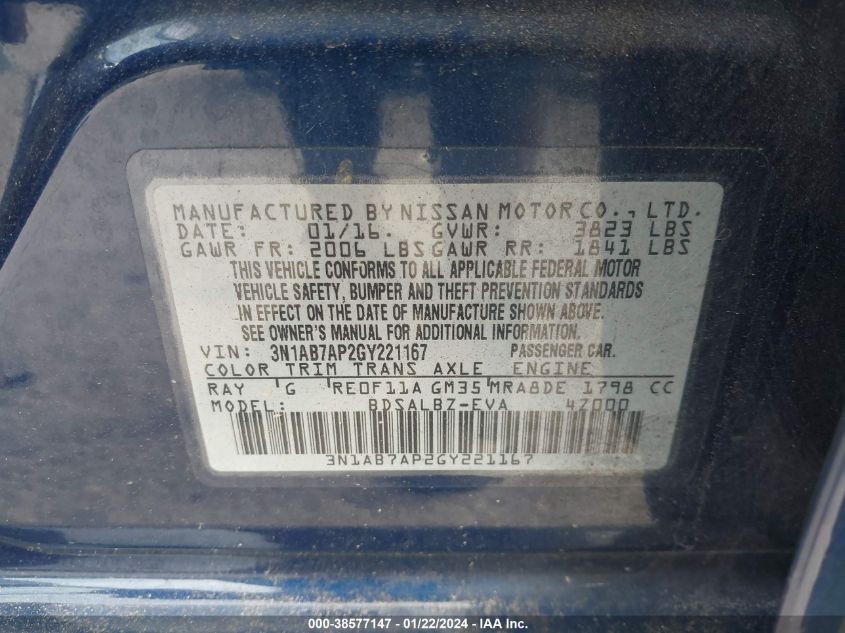 MANUFACTURED BY NISSAN MOTOR CO., LTD.
DATE: 01/16. GVWR: 3823 LBS
GAWR FR: 2006 LBS GAWR RR: 1841 LBS
THIS VEHICLE CONFORMS TO ALL APPLICABLE FEDERAL MOTOR
VEHICLE SAFETY, BUMPER AND THEFT PREVENTION STANDARDS
IN EFFECT ON THE DATE OF MANUFACTURE SHOWN ABOVE.
SEE OWNER'S MANUAL FOR ADDITIONAL INFORMATION.
VIN: 3N1AB7AP2GY221167 PASSENGER CAR.
COLOR TRIM TRANS AXLE ENGINE
RAY G RE0F11A GM35 MRA8DE 1798 CC
MODEL: BDSALBZ-EVA 4Z000
3N1AB7AP2GY221167
000-38577147 - 01/22/2024 - IAA Inc.